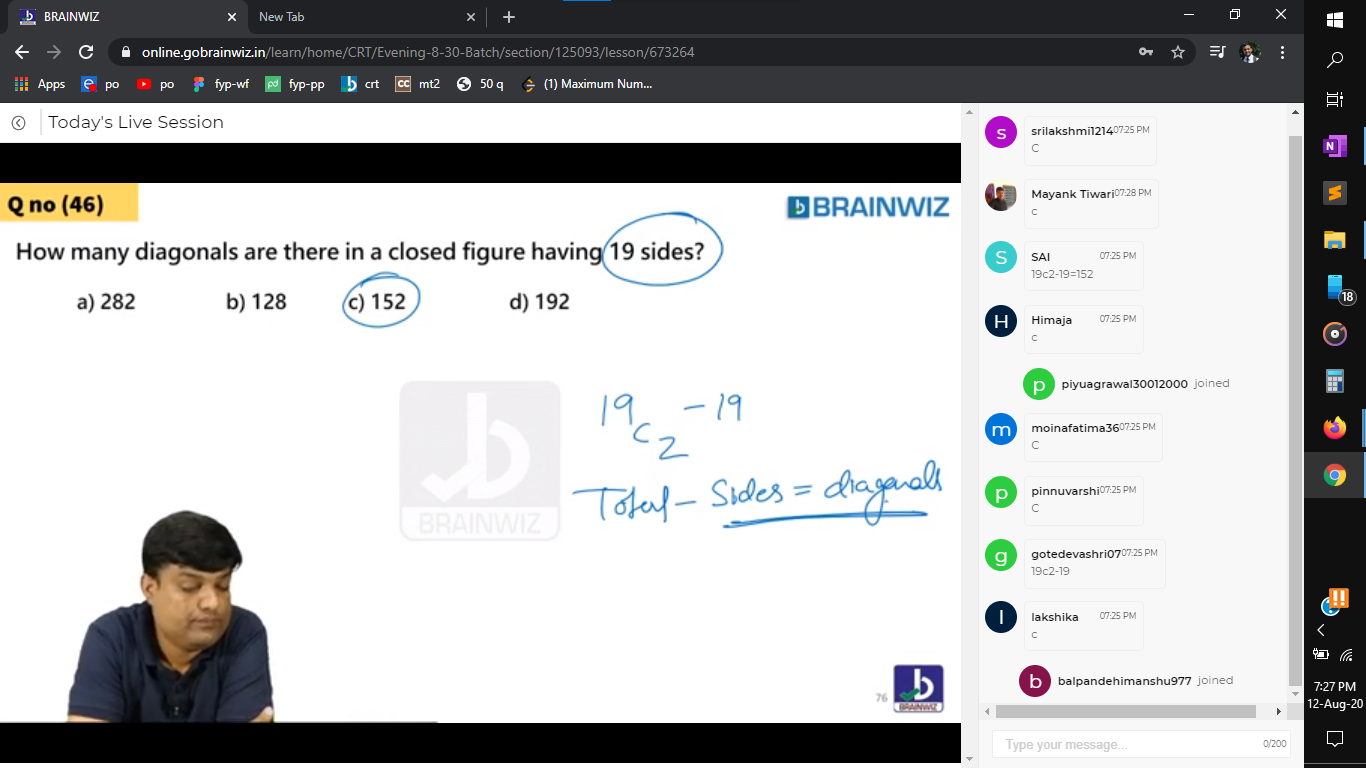 BRAINWIZ
New Tab
online.gobrainwiz.in/learn/home/CRT/Evening-8-30-Batch/section/125093/lesson/673264
Apps po po fyp-wf fyp-pp crt CC mt2 50 q (1) Maximum Num...
Today's Live Session
Q no (46)
BRAINWIZ
How many diagonals are there in a closed figure having 19 sides?
a) 282 b) 128 c) 152 d) 192
19c2 - 19
Total - Sides = diagonals
BRAINWIZ
76
BRAINWIZ
s
srilakshmi1214 07:25 PM
C
Mayank Tiwari 07:28 PM
c
S
SAI 07:25 PM
19c2-19=152
H
Himaja 07:25 PM
c
p
piyuagrawal30012000 joined
m
moinafatima36 07:25 PM
C
p
pinnuvarshi 07:25 PM
C
g
gotedevashri07 07:25 PM
19c2-19
l
lakshika 07:25 PM
c
b
balpandehimanshu977 joined
Type your message... 0/200
N
18
7:27 PM
12-Aug-20